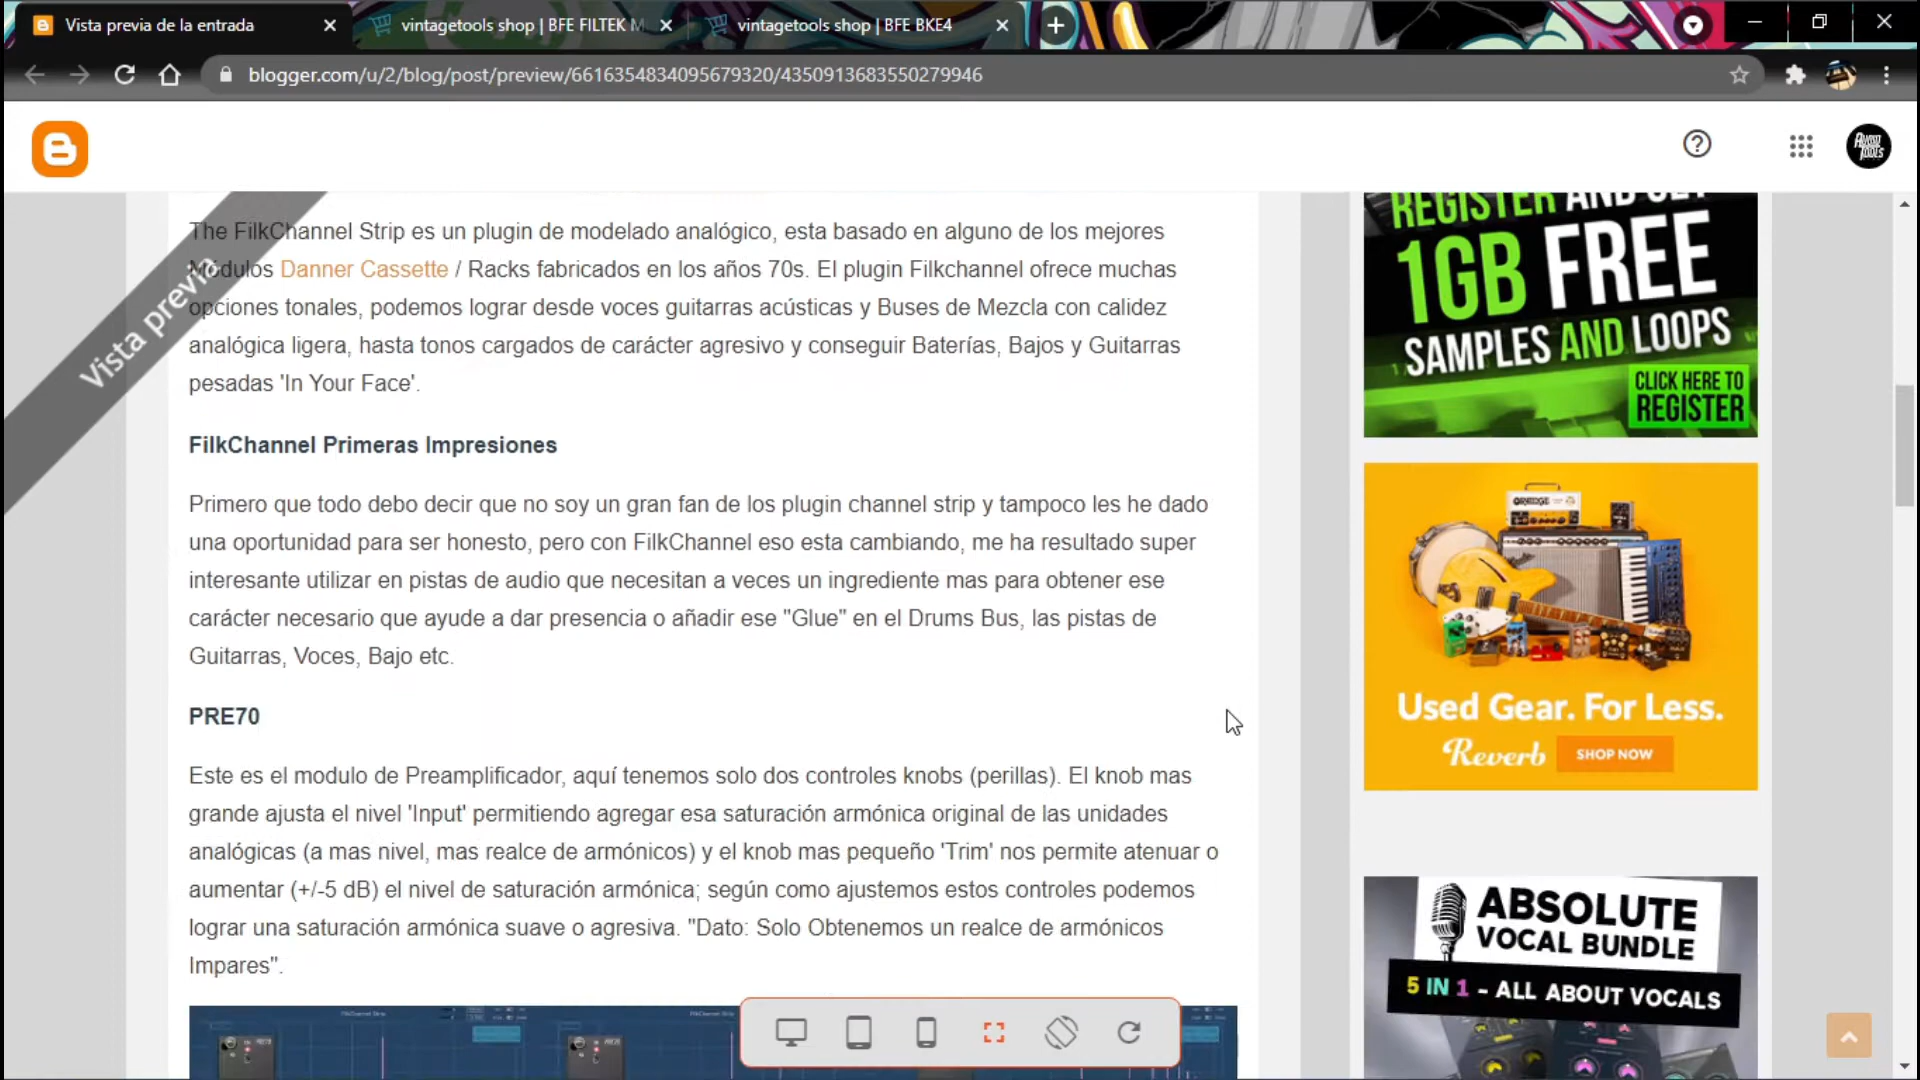 Vista previa de la entrada
vintagetools shop | BFE FILTEK M
vintagetools shop | BFE BKE4
blogger.com/u/2/blog/post/preview/6616354834095679320/4350913683550279946
Vista previa
The FilkChannel Strip es un plugin de modelado analógico, esta basado en alguno de los mejores
Módulos Danner Cassette / Racks fabricados en los años 70s. El plugin Filkchannel ofrece muchas
opciones tonales, podemos lograr desde voces guitarras acústicas y Buses de Mezcla con calidez
analógica ligera, hasta tonos cargados de carácter agresivo y conseguir Baterías, Bajos y Guitarras
pesadas 'In Your Face'.
FilkChannel Primeras Impresiones
Primero que todo debo decir que no soy un gran fan de los plugin channel strip y tampoco les he dado
una oportunidad para ser honesto, pero con FilkChannel eso esta cambiando, me ha resultado super
interesante utilizar en pistas de audio que necesitan a veces un ingrediente mas para obtener ese
carácter necesario que ayude a dar presencia o añadir ese "Glue" en el Drums Bus, las pistas de
Guitarras, Voces, Bajo etc.
PRE70
Este es el modulo de Preamplificador, aquí tenemos solo dos controles knobs (perillas). El knob mas
grande ajusta el nivel 'Input' permitiendo agregar esa saturación armónica original de las unidades
analógicas (a mas nivel, mas realce de armónicos) y el knob mas pequeño 'Trim' nos permite atenuar o
aumentar (+/-5 dB) el nivel de saturación armónica; según como ajustemos estos controles podemos
lograr una saturación armónica suave o agresiva. "Dato: Solo Obtenemos un realce de armónicos
Impares".
REGISTER AND GET
1GB FREE
SAMPLES AND LOOPS
CLICK HERE TO
REGISTER
ORANGE
Used Gear. For Less.
Reverb SHOP NOW
ABSOLUTE
VOCAL BUNDLE
5 IN 1 - ALL ABOUT VOCALS